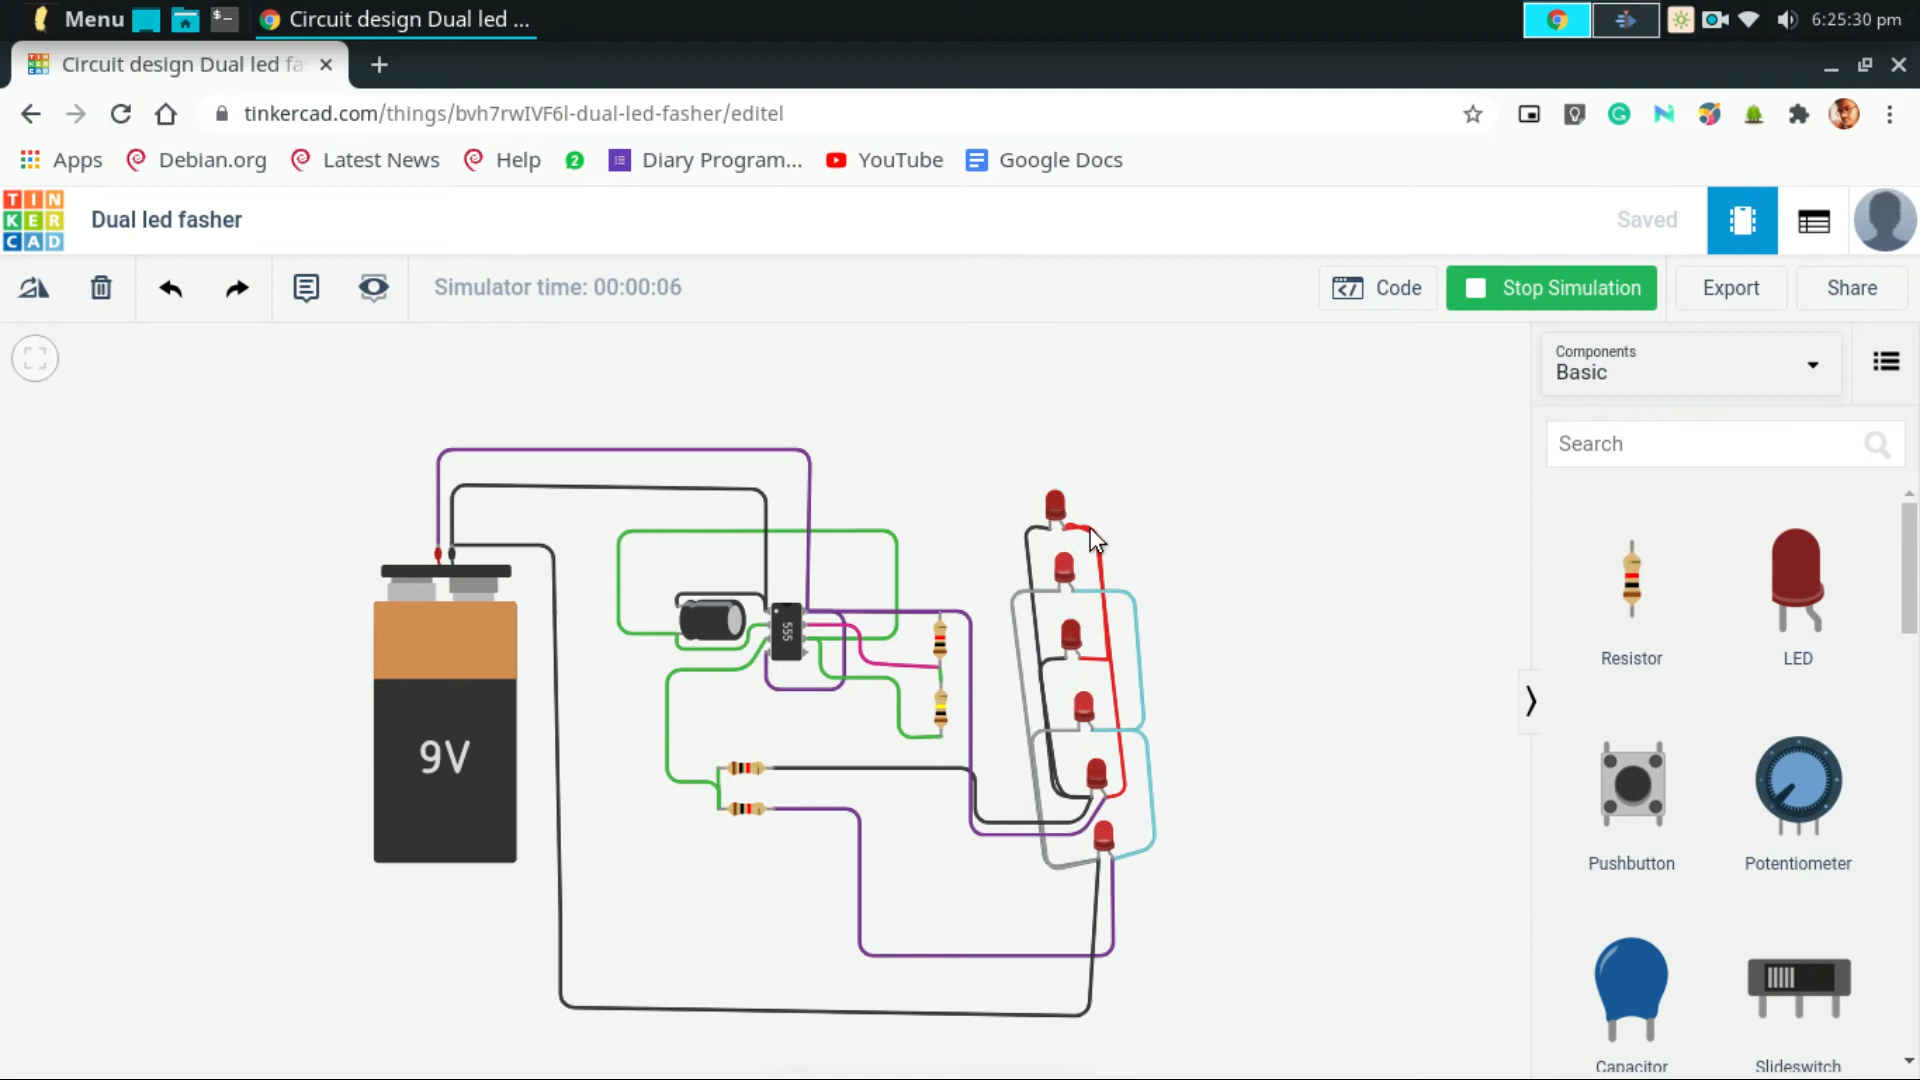 Menu
$-
Circuit design Dual led ...
6:25:30 pm
TINKERCAD
Circuit design Dual led fa
tinkercad.com/things/bvh7rwIVF6l-dual-led-fasher/editel
Apps
Debian.org
Latest News
Help
2
Diary Program...
YouTube
Google Docs
TINKERCAD
Dual led fasher
Saved
Simulator time: 00:00:06
Code
Stop Simulation
Export
Share
Components
Basic
Search
555
9V
Resistor
LED
Pushbutton
Potentiometer
Capacitor
Slideswitch